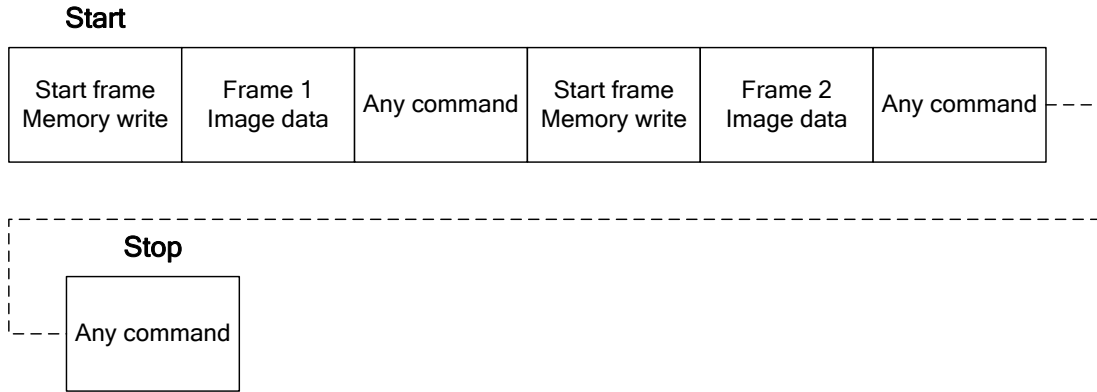 Start
Start frame
Memory write
Frame 1
Image data
Any command
Start frame
Memory write
Frame 2
Image data
Any command
Stop
Any command